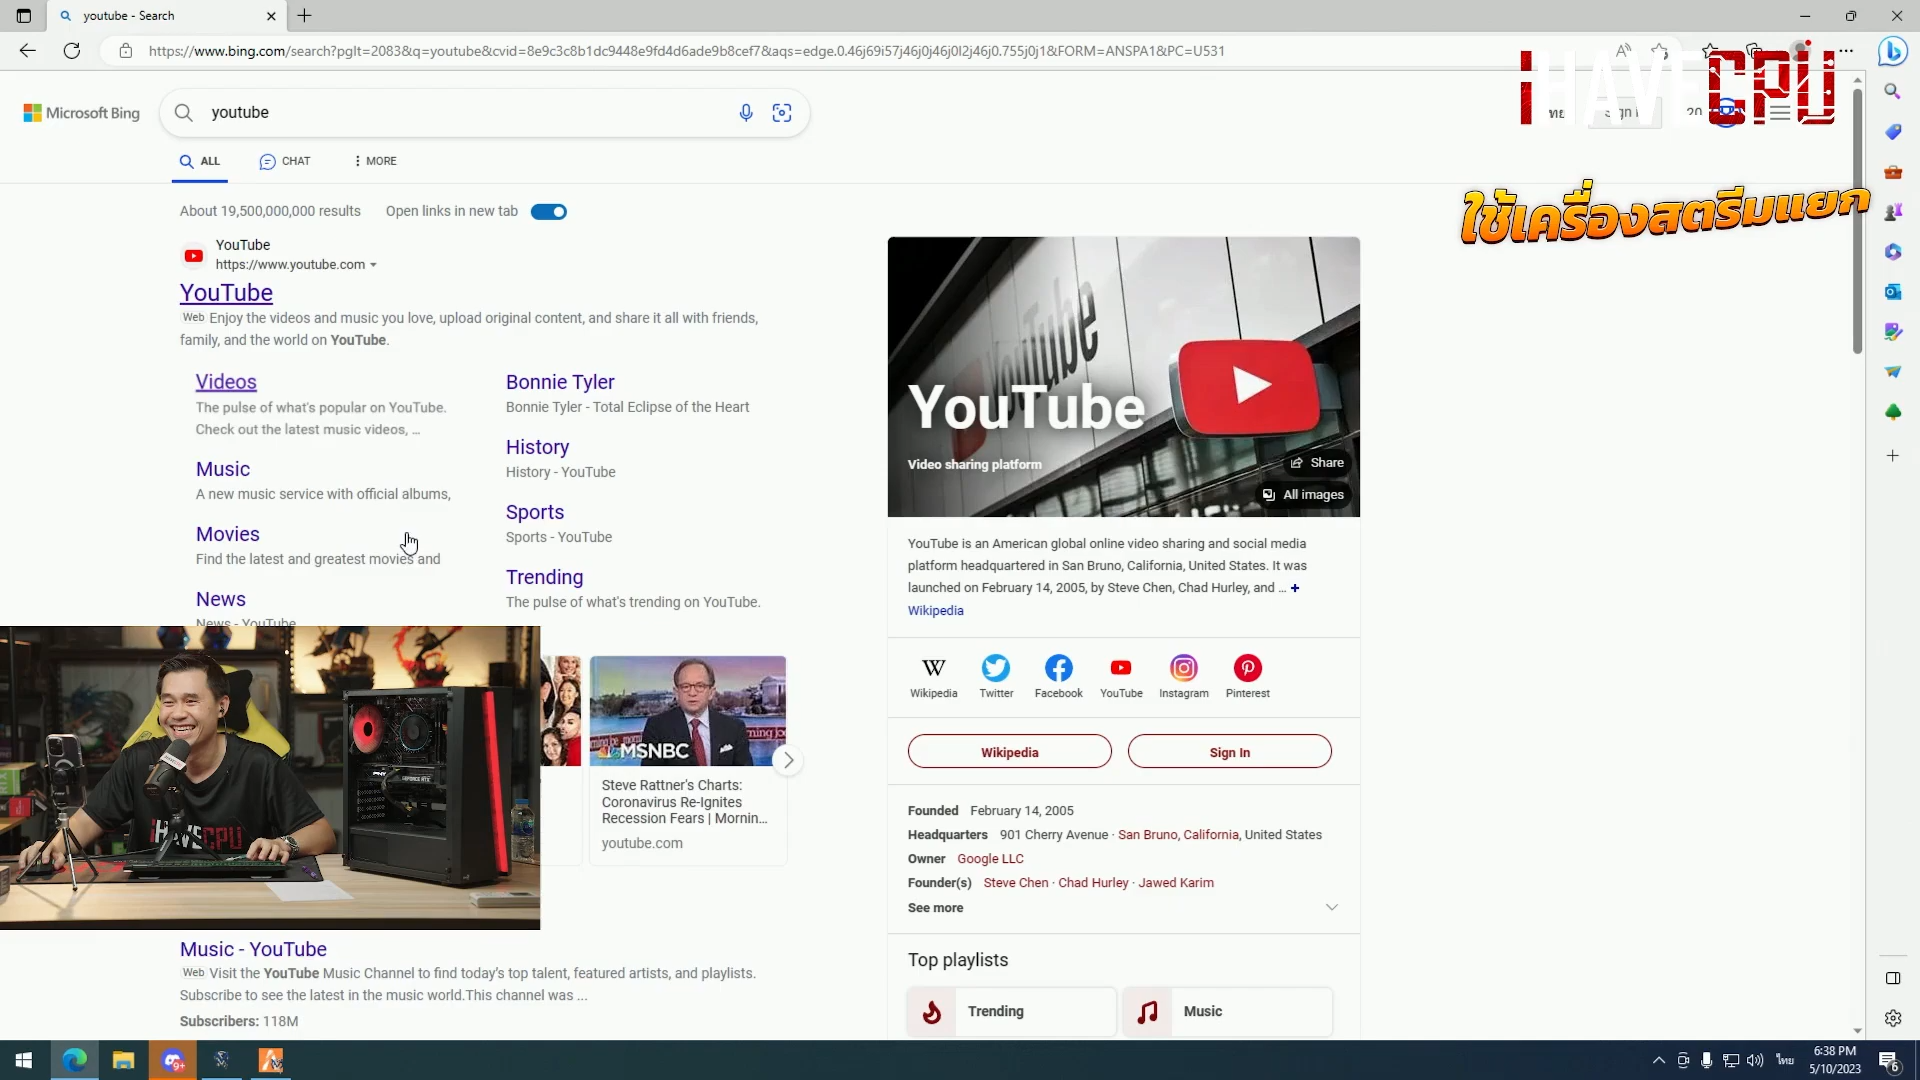 youtube - Search
https://www.bing.com/search?pglt=2083&q=youtube&cvid=8e9c3c8b1dc9448e9fd4d6ade9b8cef7&aqs=edge.0.46j69i57j46j0j46j0l2j46j0.755j0j1&FORM=ANSPA1&PC=U531
iHAVECPU
Microsoft Bing
youtube
20
ALL
CHAT
MORE
ใช้เครื่องสตรีมแยก
About 19,500,000,000 results
Open links in new tab
YouTube
https://www.youtube.com
YouTube
Web Enjoy the videos and music you love, upload original content, and share it all with friends,
family, and the world on YouTube.
Videos
The pulse of what's popular on YouTube.
Check out the latest music videos, ...
Music
A new music service with official albums,
Movies
Find the latest and greatest movies and
News
News - YouTube
Bonnie Tyler
Bonnie Tyler - Total Eclipse of the Heart
History
History - YouTube
Sports
Sports - YouTube
Trending
The pulse of what's trending on YouTube.
MSNBC
Steve Rattner's Charts:
Coronavirus Re-Ignites
Recession Fears | Mornin...
youtube.com
iHAVECPU
Music - YouTube
Web Visit the YouTube Music Channel to find today's top talent, featured artists, and playlists.
Subscribe to see the latest in the music world.This channel was ...
Subscribers: 118M
YouTube
YouTube
Video sharing platform
Share
All images
YouTube is an American global online video sharing and social media
platform headquartered in San Bruno, California, United States. It was
launched on February 14, 2005, by Steve Chen, Chad Hurley, and ... +
Wikipedia
Wikipedia
Twitter
Facebook
YouTube
Instagram
Pinterest
Wikipedia
Sign In
Founded February 14, 2005
Headquarters 901 Cherry Avenue · San Bruno, California, United States
Owner Google LLC
Founder(s) Steve Chen · Chad Hurley · Jawed Karim
See more
Top playlists
Trending
Music
9+
ไทย
6:38 PM
5/10/2023
6